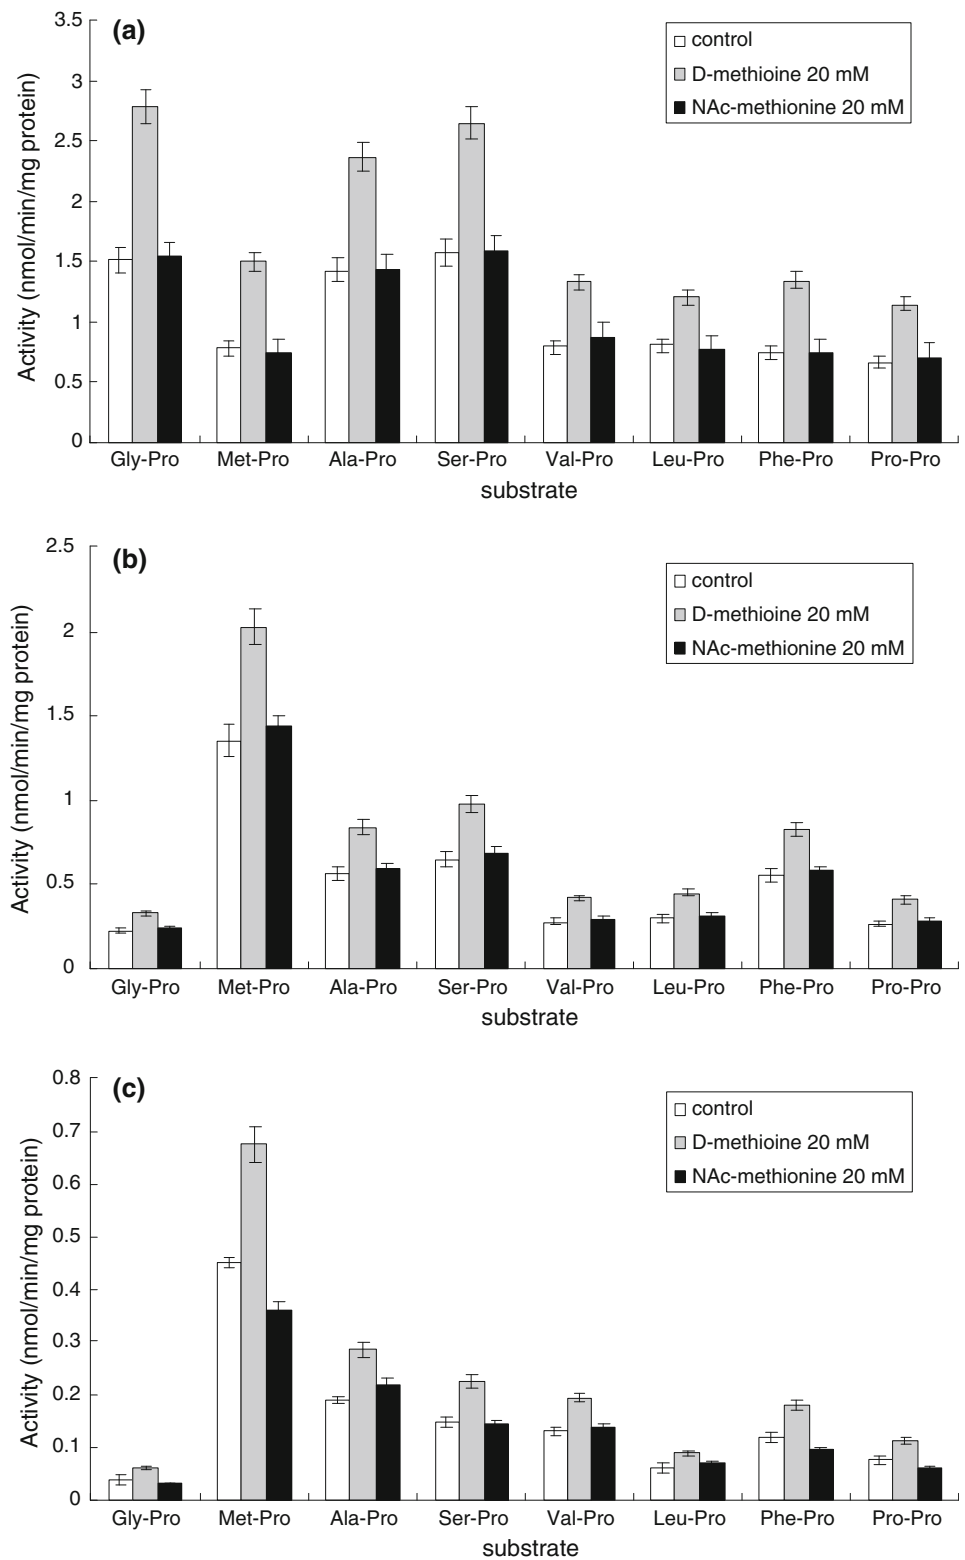 (a)
control
D-methioine 20 mM
NAc-methionine 20 mM
Activity (nmol/min/mg protein)
3.5
3
2.5
2
1.5
1
0.5
0
Gly-Pro Met-Pro Ala-Pro Ser-Pro Val-Pro Leu-Pro Phe-Pro Pro-Pro
substrate
(b)
control
D-methioine 20 mM
NAc-methionine 20 mM
Activity (nmol/min/mg protein)
2.5
2
1.5
1
0.5
0
Gly-Pro Met-Pro Ala-Pro Ser-Pro Val-Pro Leu-Pro Phe-Pro Pro-Pro
substrate
(c)
control
D-methioine 20 mM
NAc-methionine 20 mM
Activity (nmol/min/mg protein)
0.8
0.7
0.6
0.5
0.4
0.3
0.2
0.1
0
Gly-Pro Met-Pro Ala-Pro Ser-Pro Val-Pro Leu-Pro Phe-Pro Pro-Pro
substrate